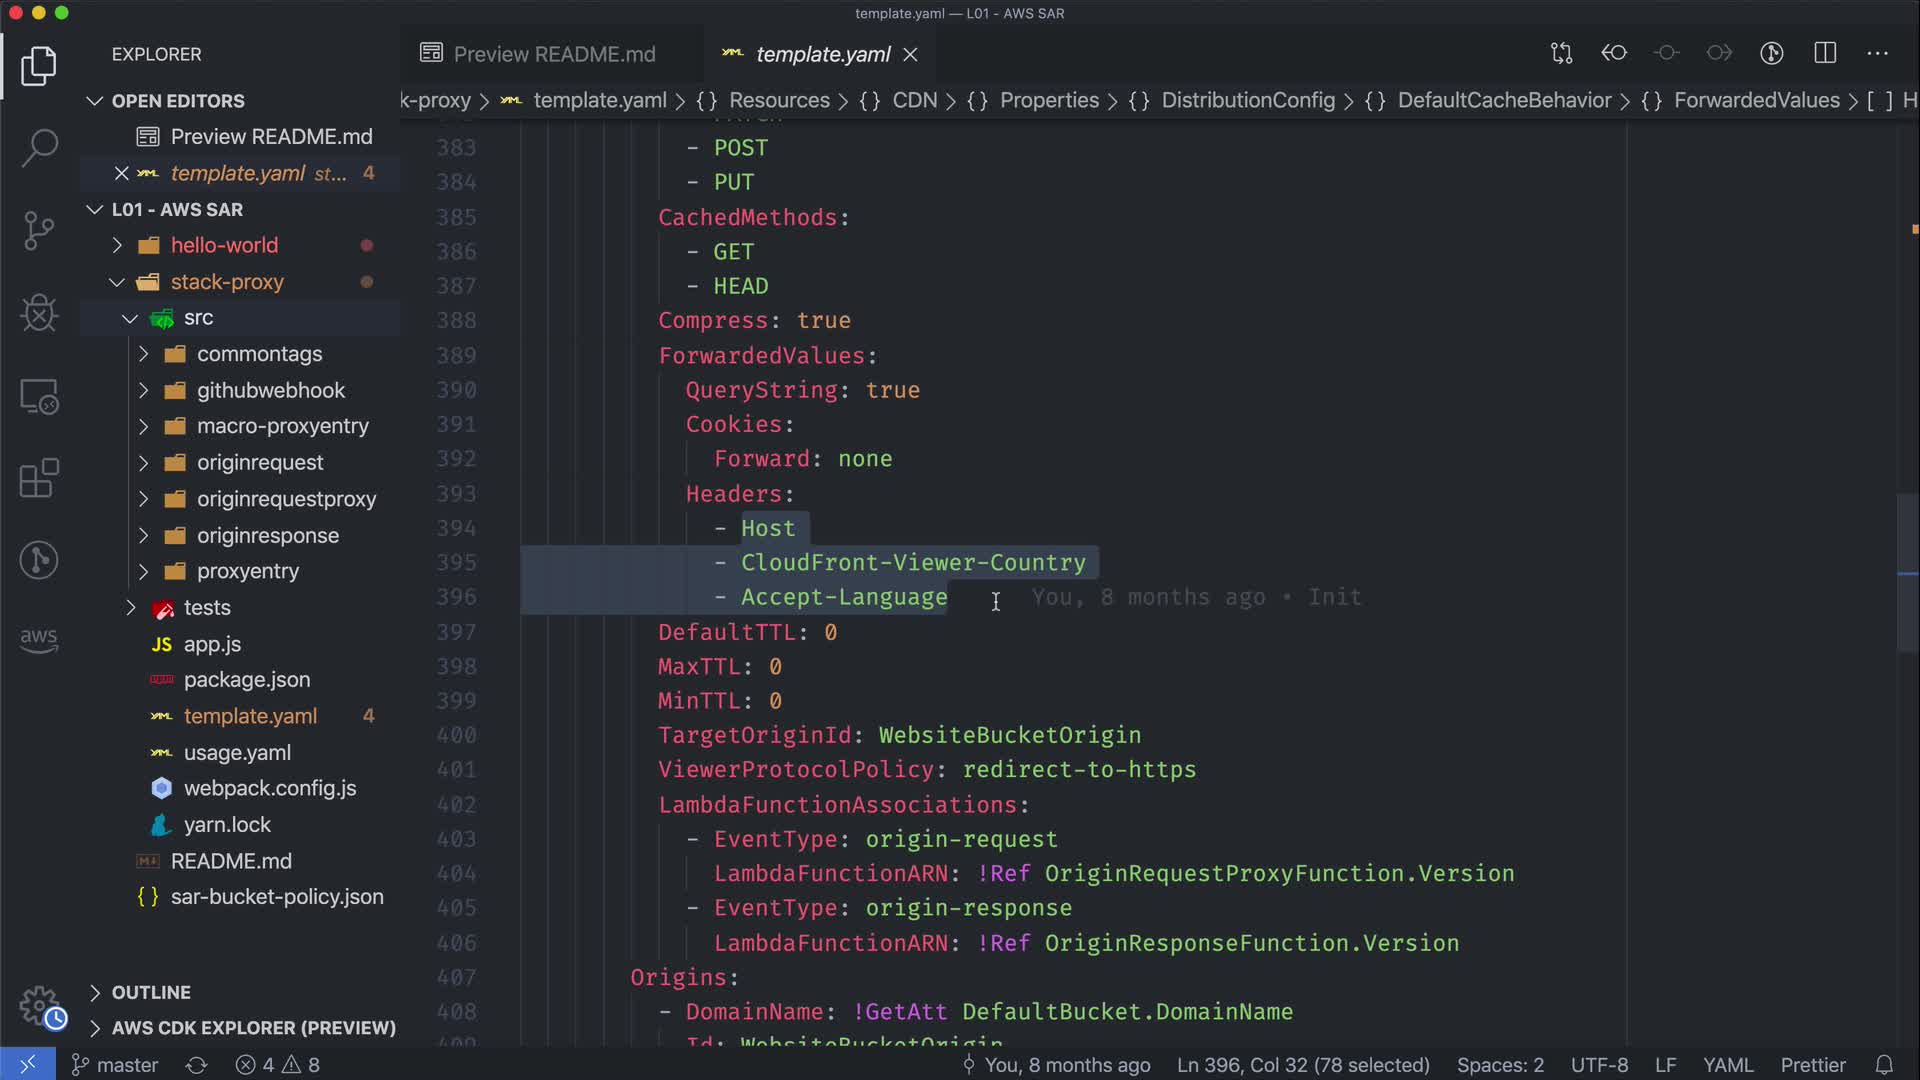 template.yaml — L01 - AWS SAR
EXPLORER
Preview README.md
template.yaml
OPEN EDITORS
Preview README.md
template.yaml st... 4
L01 - AWS SAR
hello-world
stack-proxy
src
commontags
githubwebhook
macro-proxyentry
originrequest
originrequestproxy
originresponse
proxyentry
tests
JS app.js
package.json
template.yaml 4
usage.yaml
webpack.config.js
yarn.lock
README.md
{ } sar-bucket-policy.json
OUTLINE
AWS CDK EXPLORER (PREVIEW)
aws
k-proxy > template.yaml > {} Resources > {} CDN > {} Properties > {} DistributionConfig > {} DefaultCacheBehavior > {} ForwardedValues > [ ] H
383 - POST
384 - PUT
385 CachedMethods:
386 - GET
387 - HEAD
388 Compress: true
389 ForwardedValues:
390 QueryString: true
391 Cookies:
392 Forward: none
393 Headers:
394 - Host
395 - CloudFront-Viewer-Country
396 - Accept-Language You, 8 months ago • Init
397 DefaultTTL: 0
398 MaxTTL: 0
399 MinTTL: 0
400 TargetOriginId: WebsiteBucketOrigin
401 ViewerProtocolPolicy: redirect-to-https
402 LambdaFunctionAssociations:
403 - EventType: origin-request
404 LambdaFunctionARN: !Ref OriginRequestProxyFunction.Version
405 - EventType: origin-response
406 LambdaFunctionARN: !Ref OriginResponseFunction.Version
407 Origins:
408 - DomainName: !GetAtt DefaultBucket.DomainName
409 Id: WebsiteBucketOrigin
master 4 8 You, 8 months ago Ln 396, Col 32 (78 selected) Spaces: 2 UTF-8 LF YAML Prettier